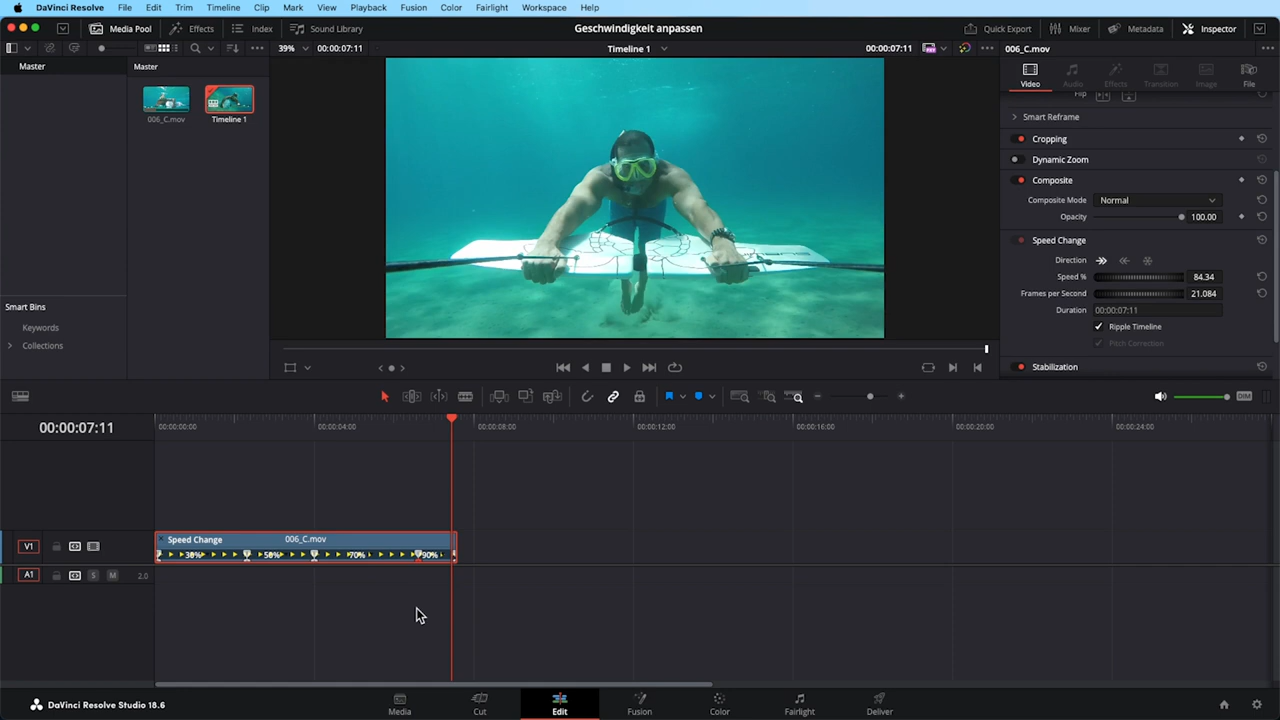 DaVinci Resolve File Edit Trim Timeline Clip Mark View Playback Fusion Color Fairlight Workspace Help
Media Pool Effects Index Sound Library Geschwindigkeit anpassen Quick Export Mixer Metadata Inspector
39% 00:00:07:11 Timeline 1 00:00:07:11 006_C.mov
Master Master
Video Audio Effects Transition Image File
006_C.mov Timeline 1
Flip
Smart Reframe
Cropping
Dynamic Zoom
Composite
Composite Mode Normal
Opacity 100.00
Speed Change
Direction
Speed % 84.34
Frames per Second 21.084
Duration 00:00:07:11
Ripple Timeline
Pitch Correction
Stabilization
Smart Bins
Keywords
Collections
DIM
00:00:07:11 00:00:00:00 00:00:04:00 00:00:08:00 00:00:12:00 00:00:16:00 00:00:20:00 00:00:24:00
V1 Speed Change 006_C.mov
30% 50% 70% 90%
A1 S M 2.0
DaVinci Resolve Studio 18.6 Media Cut Edit Fusion Color Fairlight Deliver